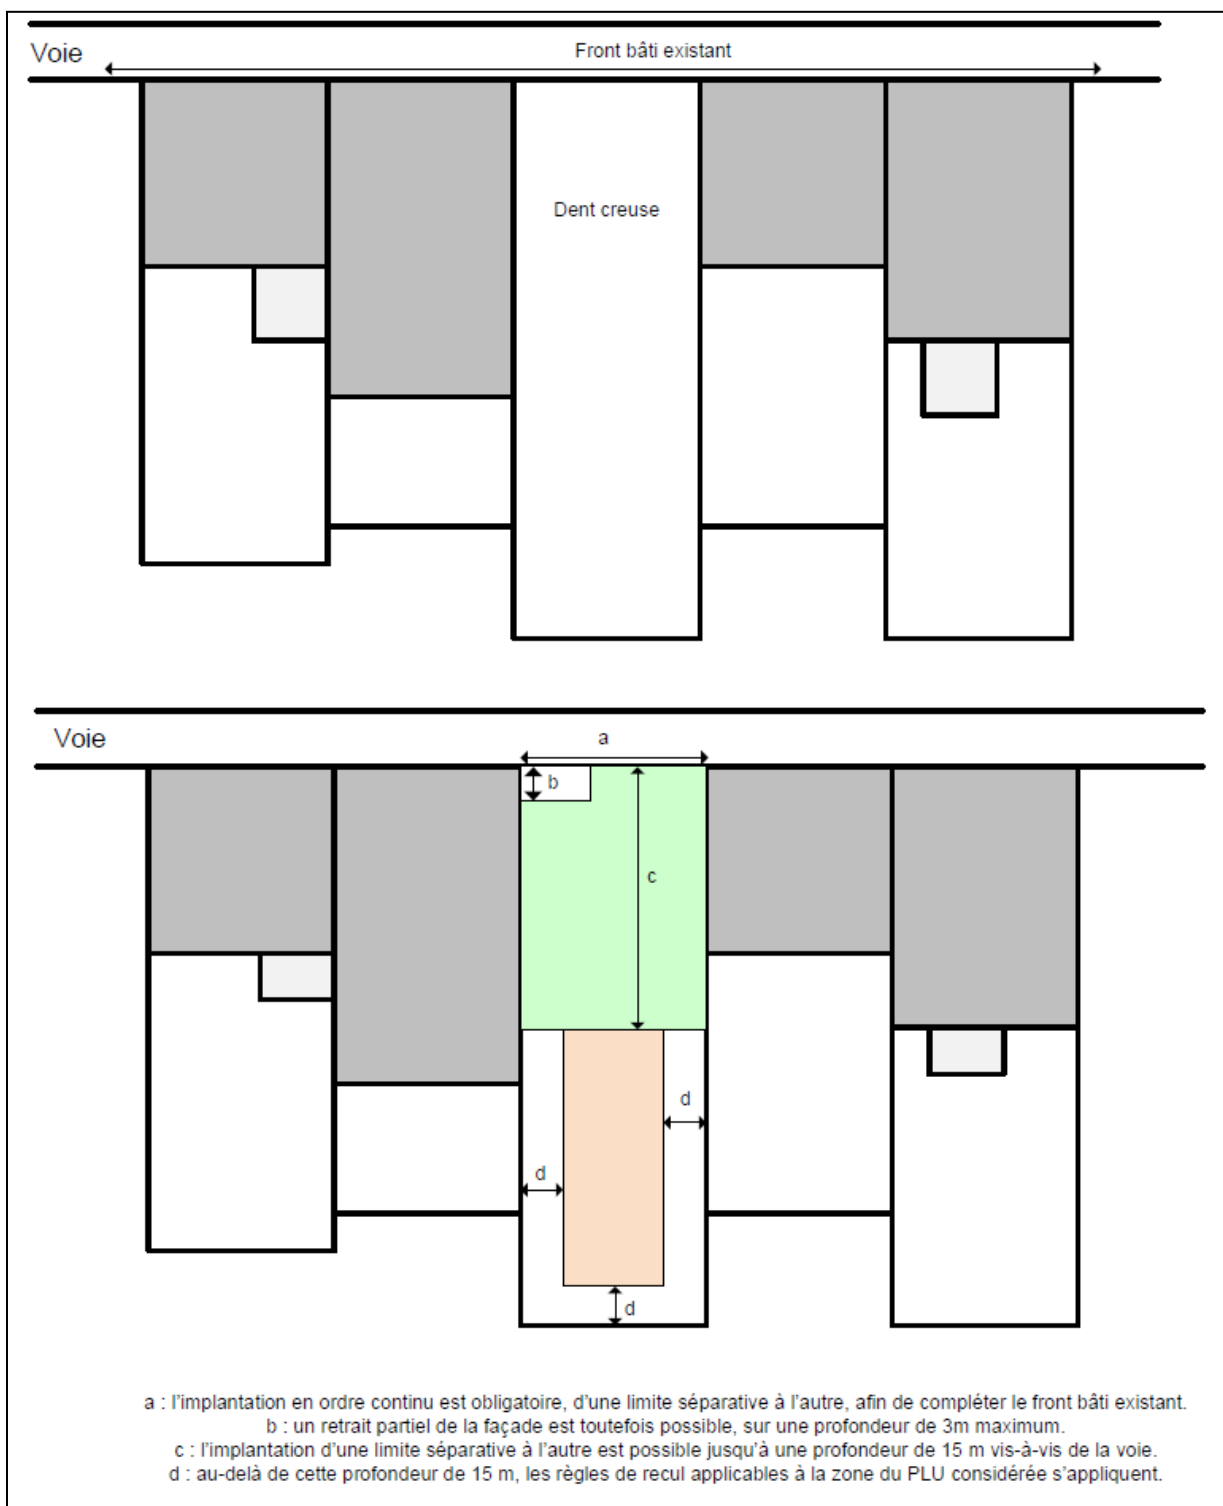 Voie
Front bâti existant
Dent creuse
Voie
a
b
c
d
d
d
a : l'implantation en ordre continu est obligatoire, d'une limite séparative à l'autre, afin de compléter le front bâti existant.
b : un retrait partiel de la façade est toutefois possible, sur une profondeur de 3m maximum.
c : l'implantation d'une limite séparative à l'autre est possible jusqu'à une profondeur de 15 m vis-à-vis de la voie.
d : au-delà de cette profondeur de 15 m, les règles de recul applicables à la zone du PLU considérée s'appliquent.